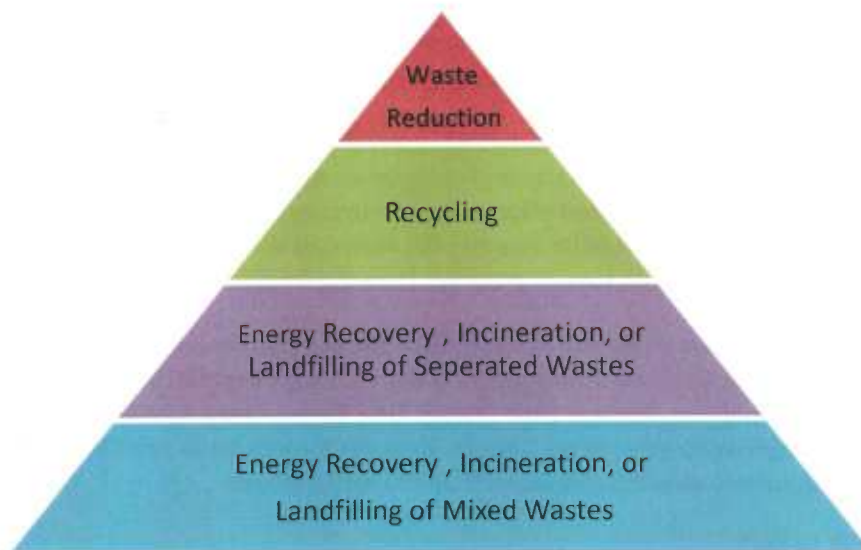 Waste
Reduction
Recycling
Energy Recovery , Incineration, or
Landfilling of Seperated Wastes
Energy Recovery , Incineration, or
Landfilling of Mixed Wastes